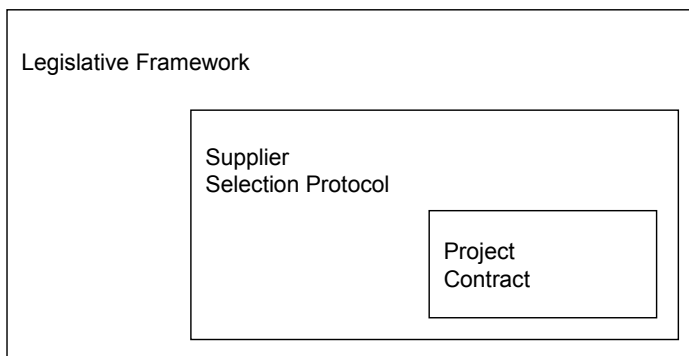 Legislative Framework
Supplier
Selection Protocol
Project
Contract